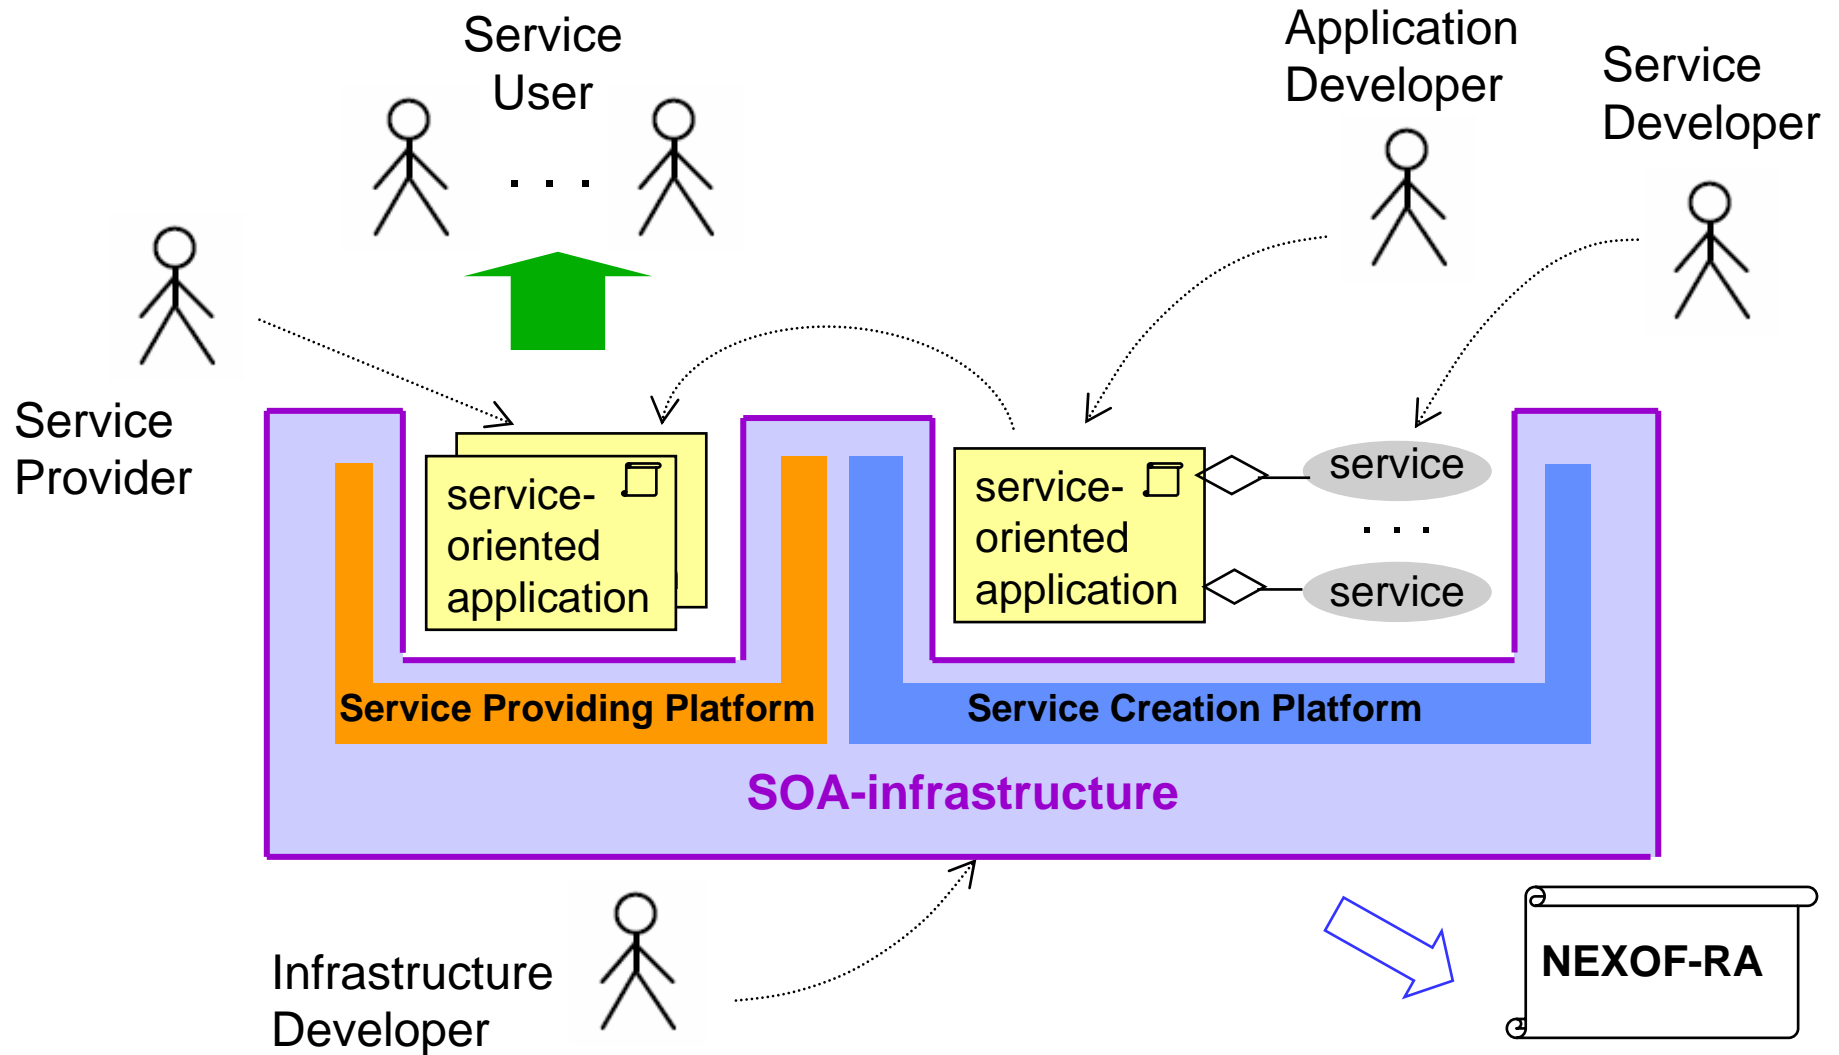 Service
User
Application
Developer
Service
Developer
. . .
Service
Provider
service-
oriented
application
service-
oriented
application
service
. . .
service
Service Providing Platform
Service Creation Platform
SOA-infrastructure
Infrastructure
Developer
NEXOF-RA